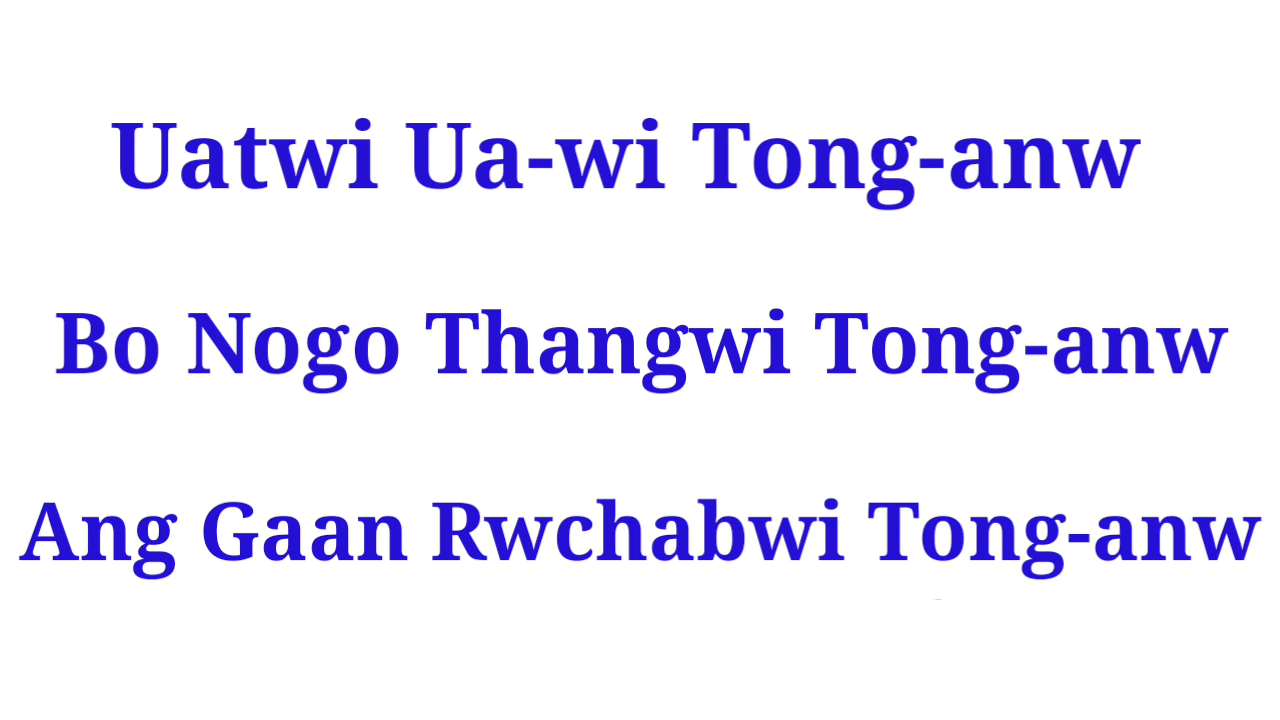 Uatwi Ua-wi Tong-anw
Bo Nogo Thangwi Tong-anw
Ang Gaan Rwchabwi Tong-anw